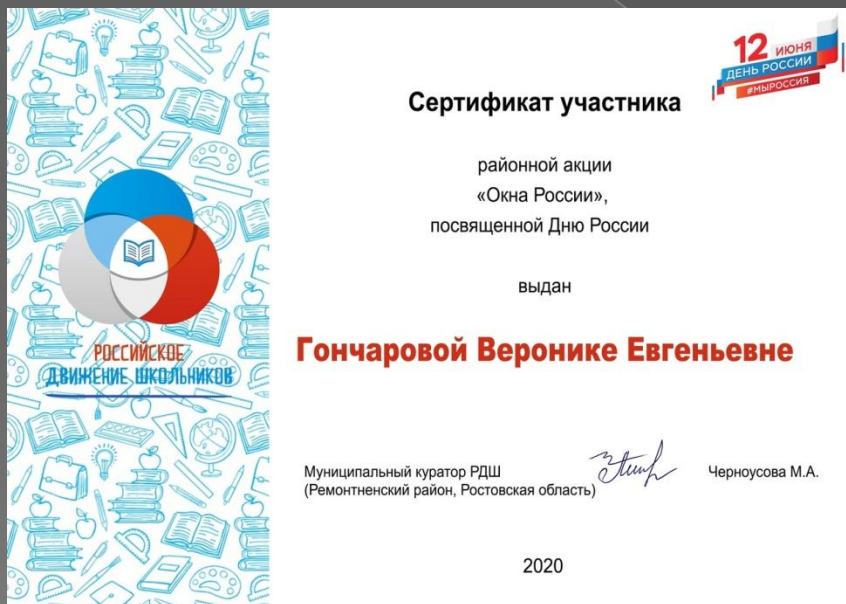 12 ИЮНЯ
ДЕНЬ РОССИИ
#МЫРОССИЯ
Сертификат участника
районной акции
«Окна России»,
посвященной Дню России
выдан
Гончаровой Веронике Евгеньевне
РОССИЙСКОЕ
ДВИЖЕНИЕ ШКОЛЬНИКОВ
Муниципальный куратор РДШ
(Ремонтненский район, Ростовская область)
Черноусова М.А.
2020